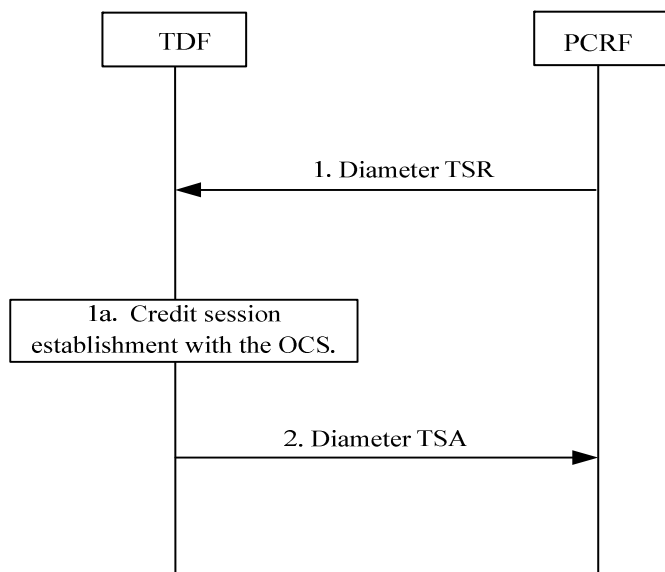 TDF
PCRF
1. Diameter TSR
1a. Credit session
establishment with the OCS.
2. Diameter TSA